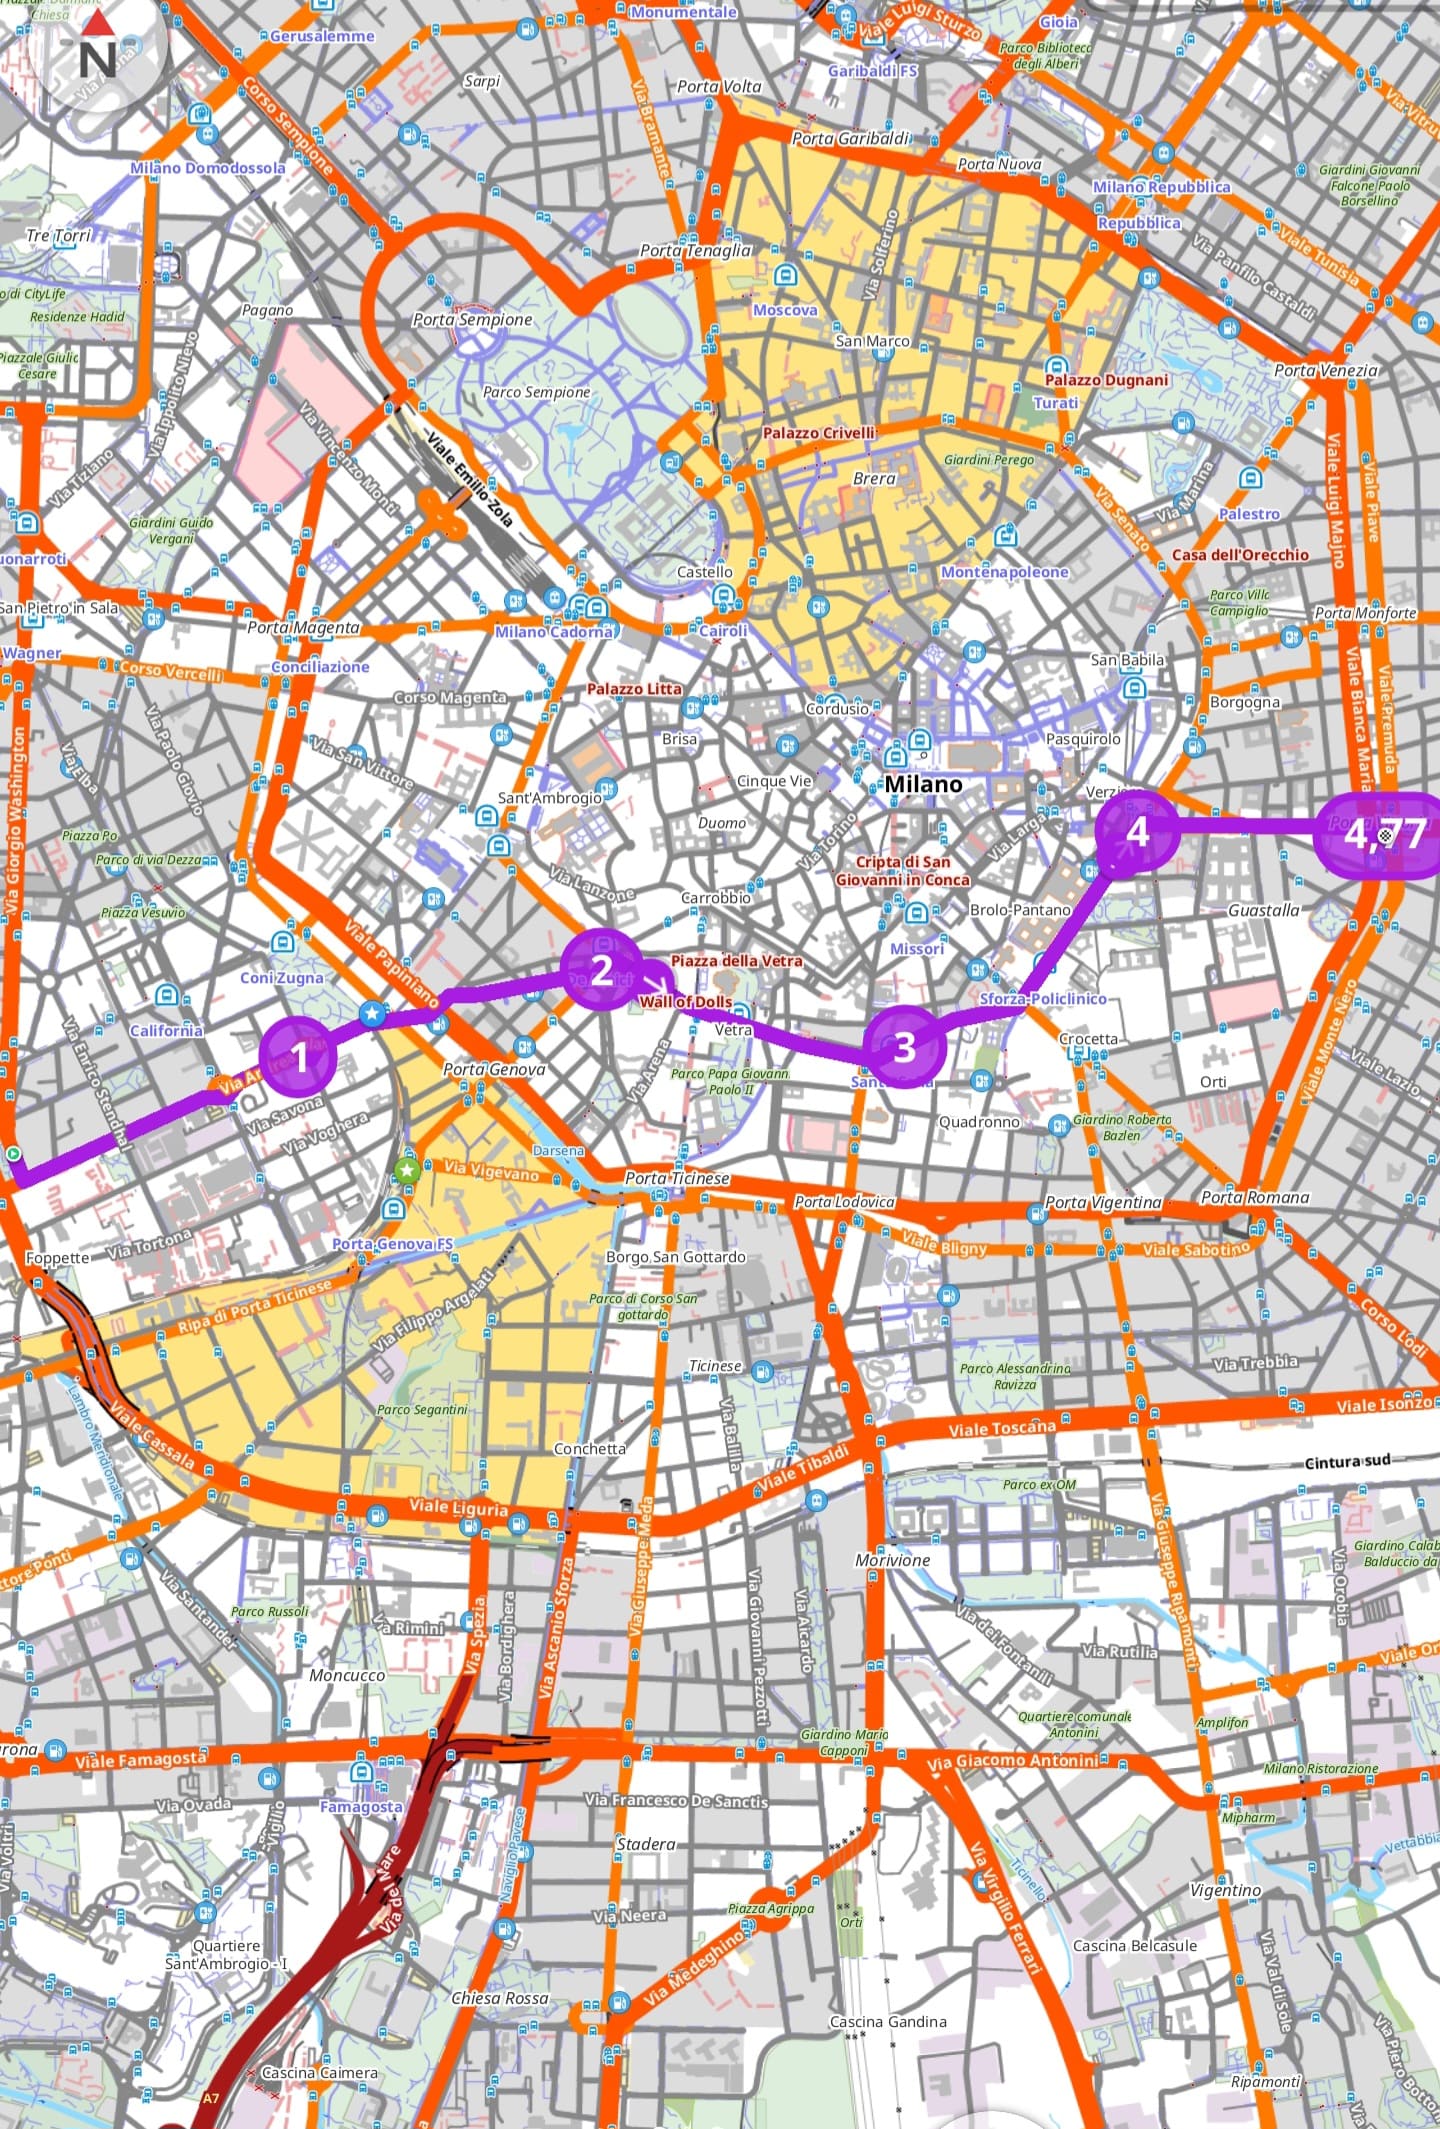 Chiesa
Monumentale
Gerusalemme
Viale Luigi Sturzo
Gioia
Parco Biblioteca
degli Alberi
N
Garibaldi FS
Sarpi
Porta Volta
Corso Sempione
Via Bramante
Via Vitruv
Porta Garibaldi
Porta Nuova
Milano Domodossola
Giardini Giovanni
Falcone Paolo
Borsellino
Milano Repubblica
Repubblica
Tre Torri
Porta Tenaglia
Via Solferino
Via Panfilo Castaldi
Viale Tunisia
o di CityLife
Residenze Hadid
Pagano
Porta Sempione
Moscova
San Marco
Piazzale Giulio
Cesare
Via Ippolito Nievo
Parco Sempione
Palazzo Dugnani
Turati
Porta Venezia
Via Vincenzo Monti
Palazzo Crivelli
Viale Emilio Zola
Brera
Giardini Perego
Via Tiziano
Via Senato
Via Marina
Viale Luigi Majno
Viale Piave
Giardini Guido
Vergani
Palestro
uonarroti
Castello
Montenapoleone
Casa dell'Orecchio
San Pietro in Sala
Parco Villa
Campiglio
Porta Magenta
Milano Cadorna
Cairoli
Porta Monforte
Wagner
Corso Vercelli
Conciliazione
San Babila
Corso Magenta
Palazzo Litta
Cordusio
Borgogna
Viale Bianca Maria
Viale Premuda
Via Paolo Giovio
Via San Vittore
Brisa
Pasquirolo
Via Elba
Via Giorgio Washington
Sant'Ambrogio
Cinque Vie
Milano
Duomo
Via Torino
Via Larga
4
4,77
Piazza Po
Parco di via Dezza
Cripta di San
Giovanni in Conca
Via Lanzone
Carrobbio
Brolo-Pantano
Guastalla
Piazza Vesuvio
Viale Papiniano
Missori
Coni Zugna
2
Piazza della Vetra
Wall of Dolls
Sforza-Policlinico
California
Vetra
3
Crocetta
Viale Monte Nero
Via Enrico Stendhal
1
Porta Genova
Via Arena
Parco Papa Giovanni
Paolo II
Orti
Viale Lazio
Via Savona
Via Voghera
Quadronno
Giardino Roberto
Bazlen
Darsena
Via Vigevano
Porta Ticinese
Porta Lodovica
Porta Vigentina
Porta Romana
Via Tortona
Porta Genova FS
Foppette
Borgo San Gottardo
Viale Bligny
Viale Sabotino
Ripa di Porta Ticinese
Via Filippo Argelati
Parco di Corso San
gottardo
Corso Lodi
Ticinese
Parco Alessandrina
Ravizza
Via Trebbia
Lambro Meridionale
Viale Cassala
Parco Segantini
Via Balilla
Viale Toscana
Viale Isonzo
Conchetta
Viale Tibaldi
Cintura sud
Parco ex OM
Viale Liguria
Via Giuseppe Meda
Via Giuseppe Ripamonti
ttore Ponti
Morivione
Giardino Calab
Balduccio da
Via Santander
Parco Russoli
Via Rimini
Via Spezia
Via Bordighera
Via Ascanio Sforza
Via Giovanni Pezzotti
Via Aicardo
Via dei Fontanili
Via Rutilia
Via Orobia
Viale Or
Moncucco
Quartiere comunale
Antonini
Amplifon
rona
Viale Famagosta
Giardino Mario
Capponi
Via Giacomo Antonini
Milano Ristorazione
Famagosta
Via Ovada
Via Francesco De Sanctis
Mipharm
Via Voltri
Viglio
Stadera
Naviglio Pavese
Vettabbia
Via del Mare
Via Virgilio Ferrari
Ticinello
Vigentino
Via Neera
Piazza Agrippa
Orti
Quartiere
Sant'Ambrogio - I
Cascina Belcasule
Via Medeghino
Via Val di Sole
Chiesa Rossa
Cascina Gandina
Cascina Caimera
Ripamonti
Via Piero Bottoni
A7